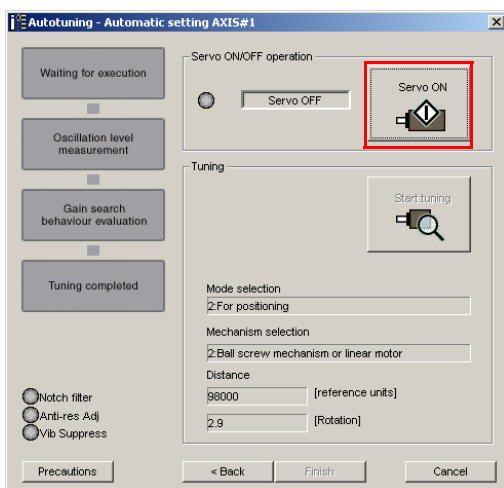 Autotuning - Automatic setting AXIS#1
Waiting for execution
Oscillation level
measurement
Gain search
behaviour evaluation
Tuning completed
Notch filter
Anti-res Adj
Vib Suppress
Servo ON/OFF operation
Servo OFF
Servo ON
Tuning
Start tuning
Mode selection
2:For positioning
Mechanism selection
2:Ball screw mechanism or linear motor
Distance
98000 [reference units]
2.9 [Rotation]
Precautions
< Back
Finish
Cancel